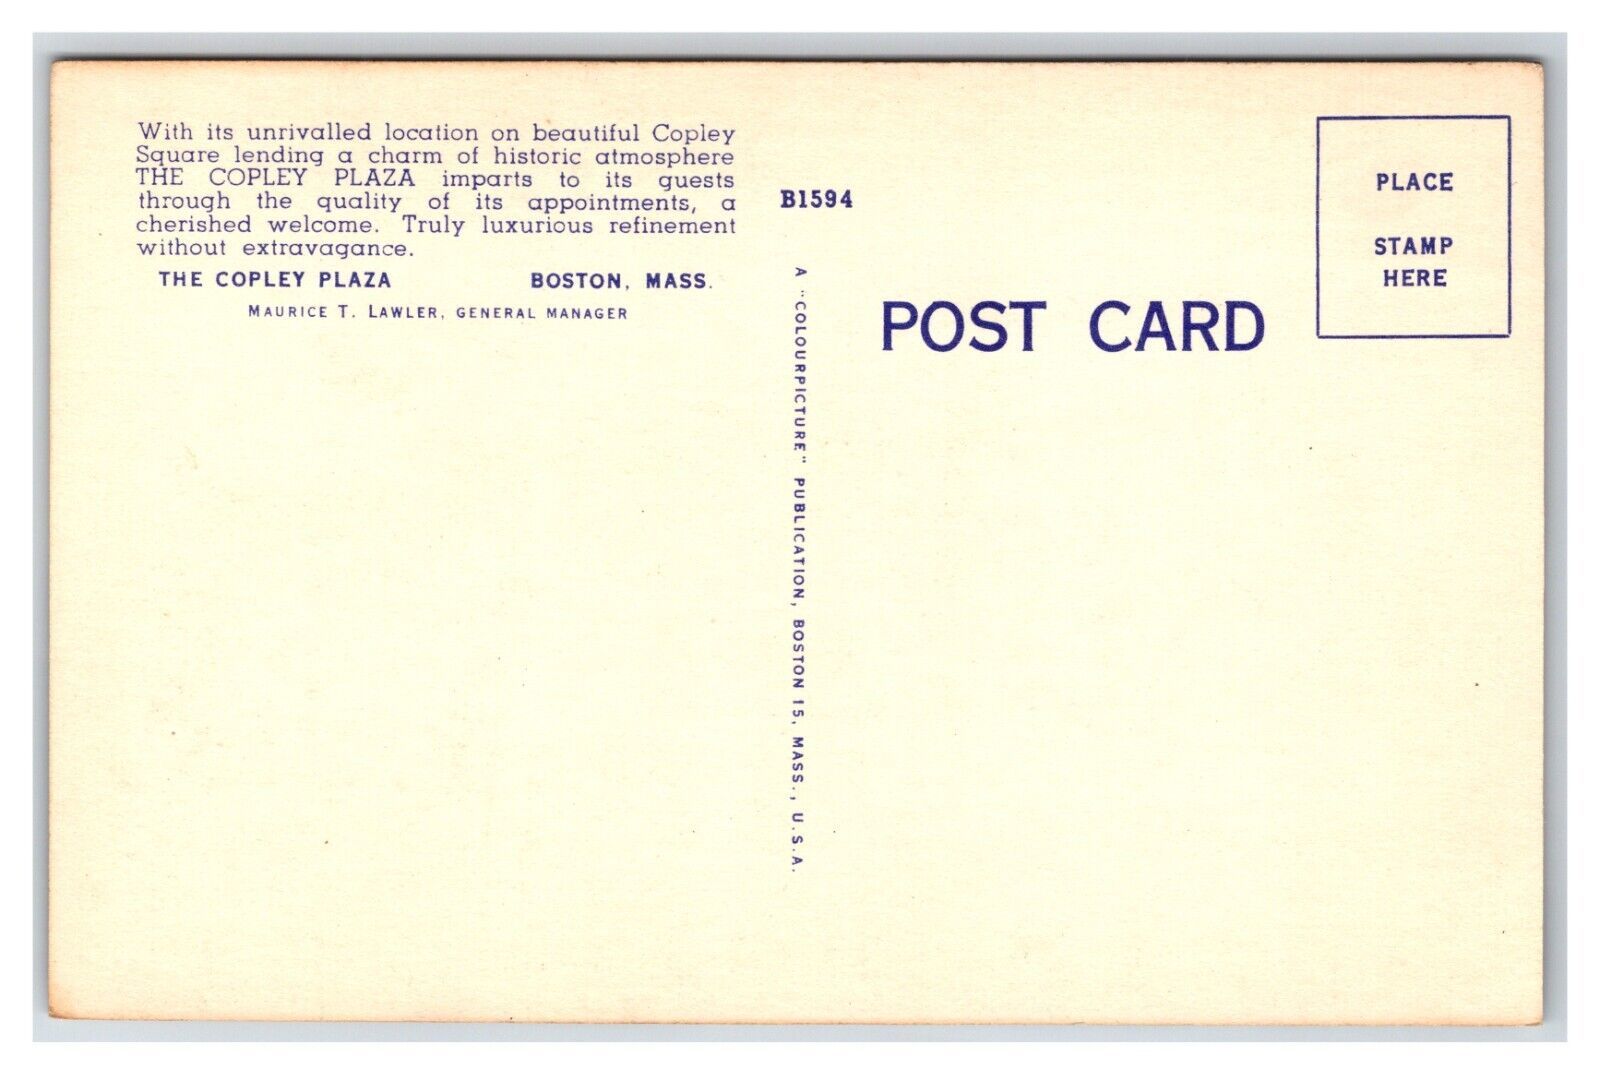 With its unrivalled location on beautiful Copley
Square lending a charm of historic atmosphere
THE COPLEY PLAZA imparts to its guests
through the quality of its appointments, a
cherished welcome. Truly luxurious refinement
without extravagance.
THE COPLEY PLAZA BOSTON, MASS.
MAURICE T. LAWLER, GENERAL MANAGER
B1594
A "COLOURPICTURE" PUBLICATION, BOSTON 15, MASS., U.S.A.
POST CARD
PLACE
STAMP
HERE